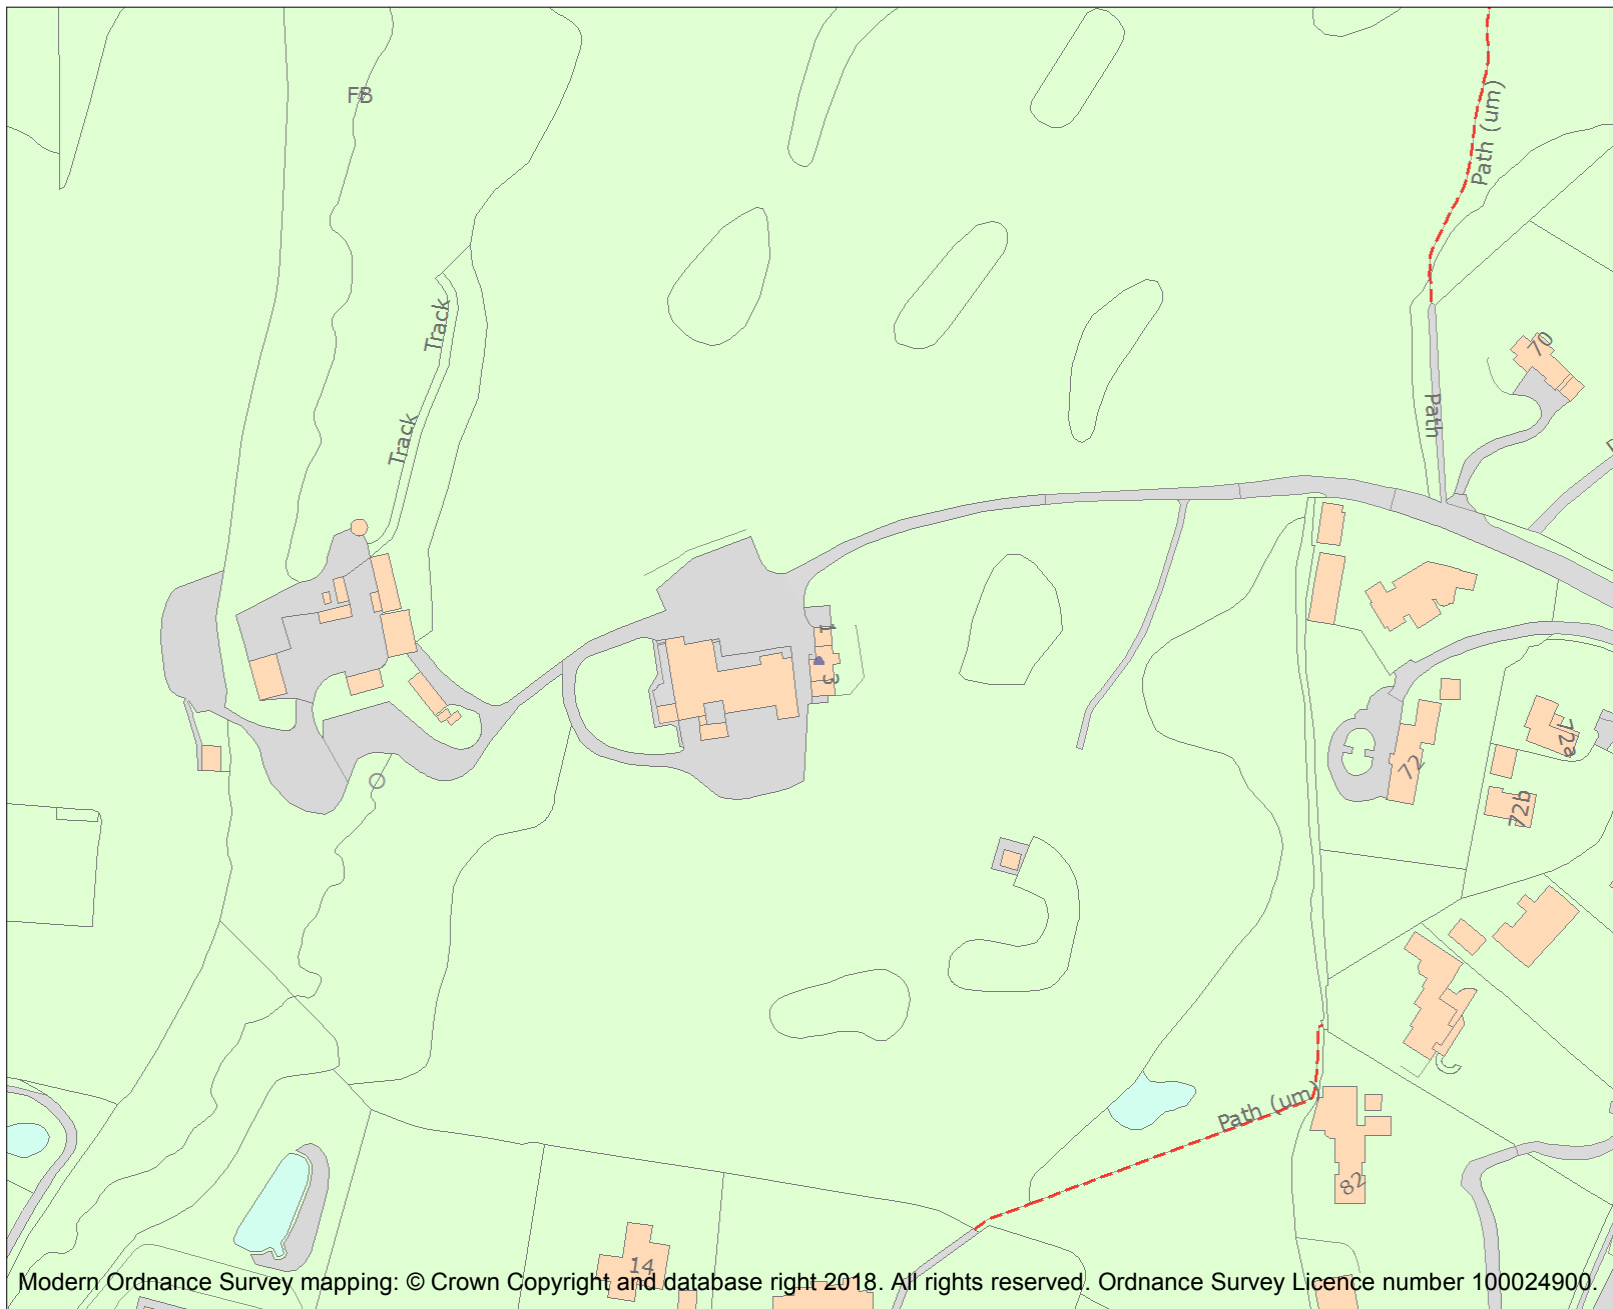 FB
Path (um)
Track
70
Track
Path
1
3
72a
72
72b
Path (um)
82
14
Modern Ordnance Survey mapping: © Crown Copyright and database right 2018. All rights reserved. Ordnance Survey Licence number 100024900.